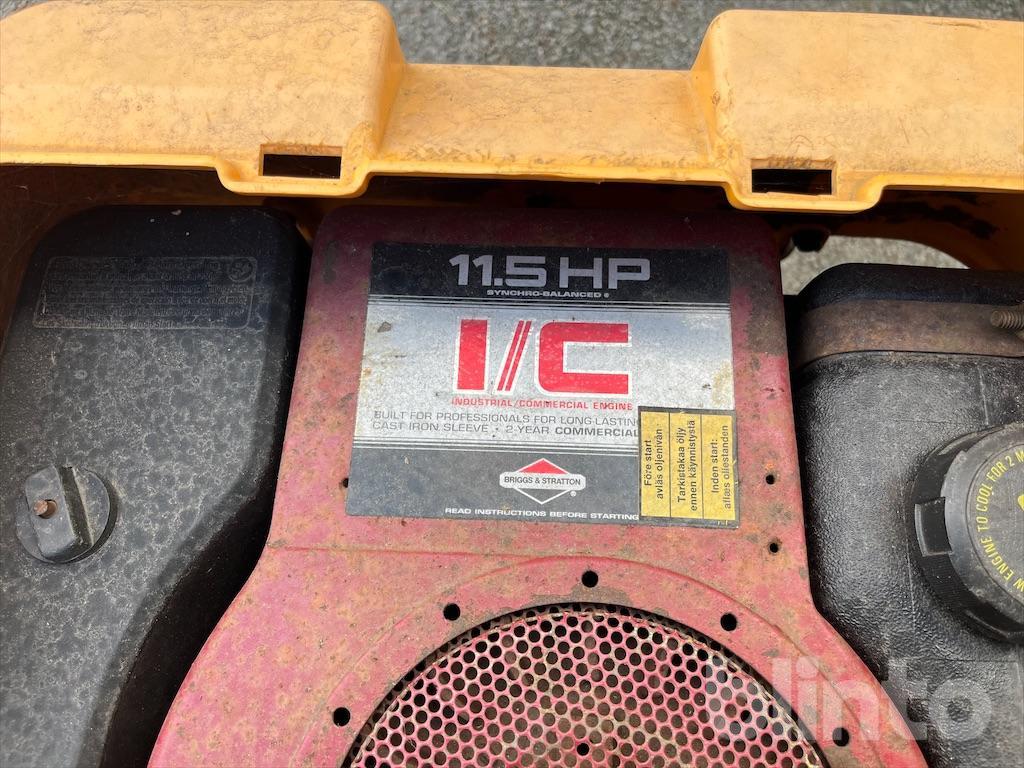 11.5 HP
SYNCHRO-BALANCED ®
I/C
INDUSTRIAL/COMMERCIAL ENGINE
BUILT FOR PROFESSIONALS FOR LONG-LASTING
CAST IRON SLEEVE • 2-YEAR COMMERCIAL
BRIGGS & STRATTON
READ INSTRUCTIONS BEFORE STARTING
Före start
avläs oljenivån
Tarkistakaa öljy
ennen käynnistystä
Inden start:
aflæs oliestanden
ENGINE TO COOL FOR 2
blinto